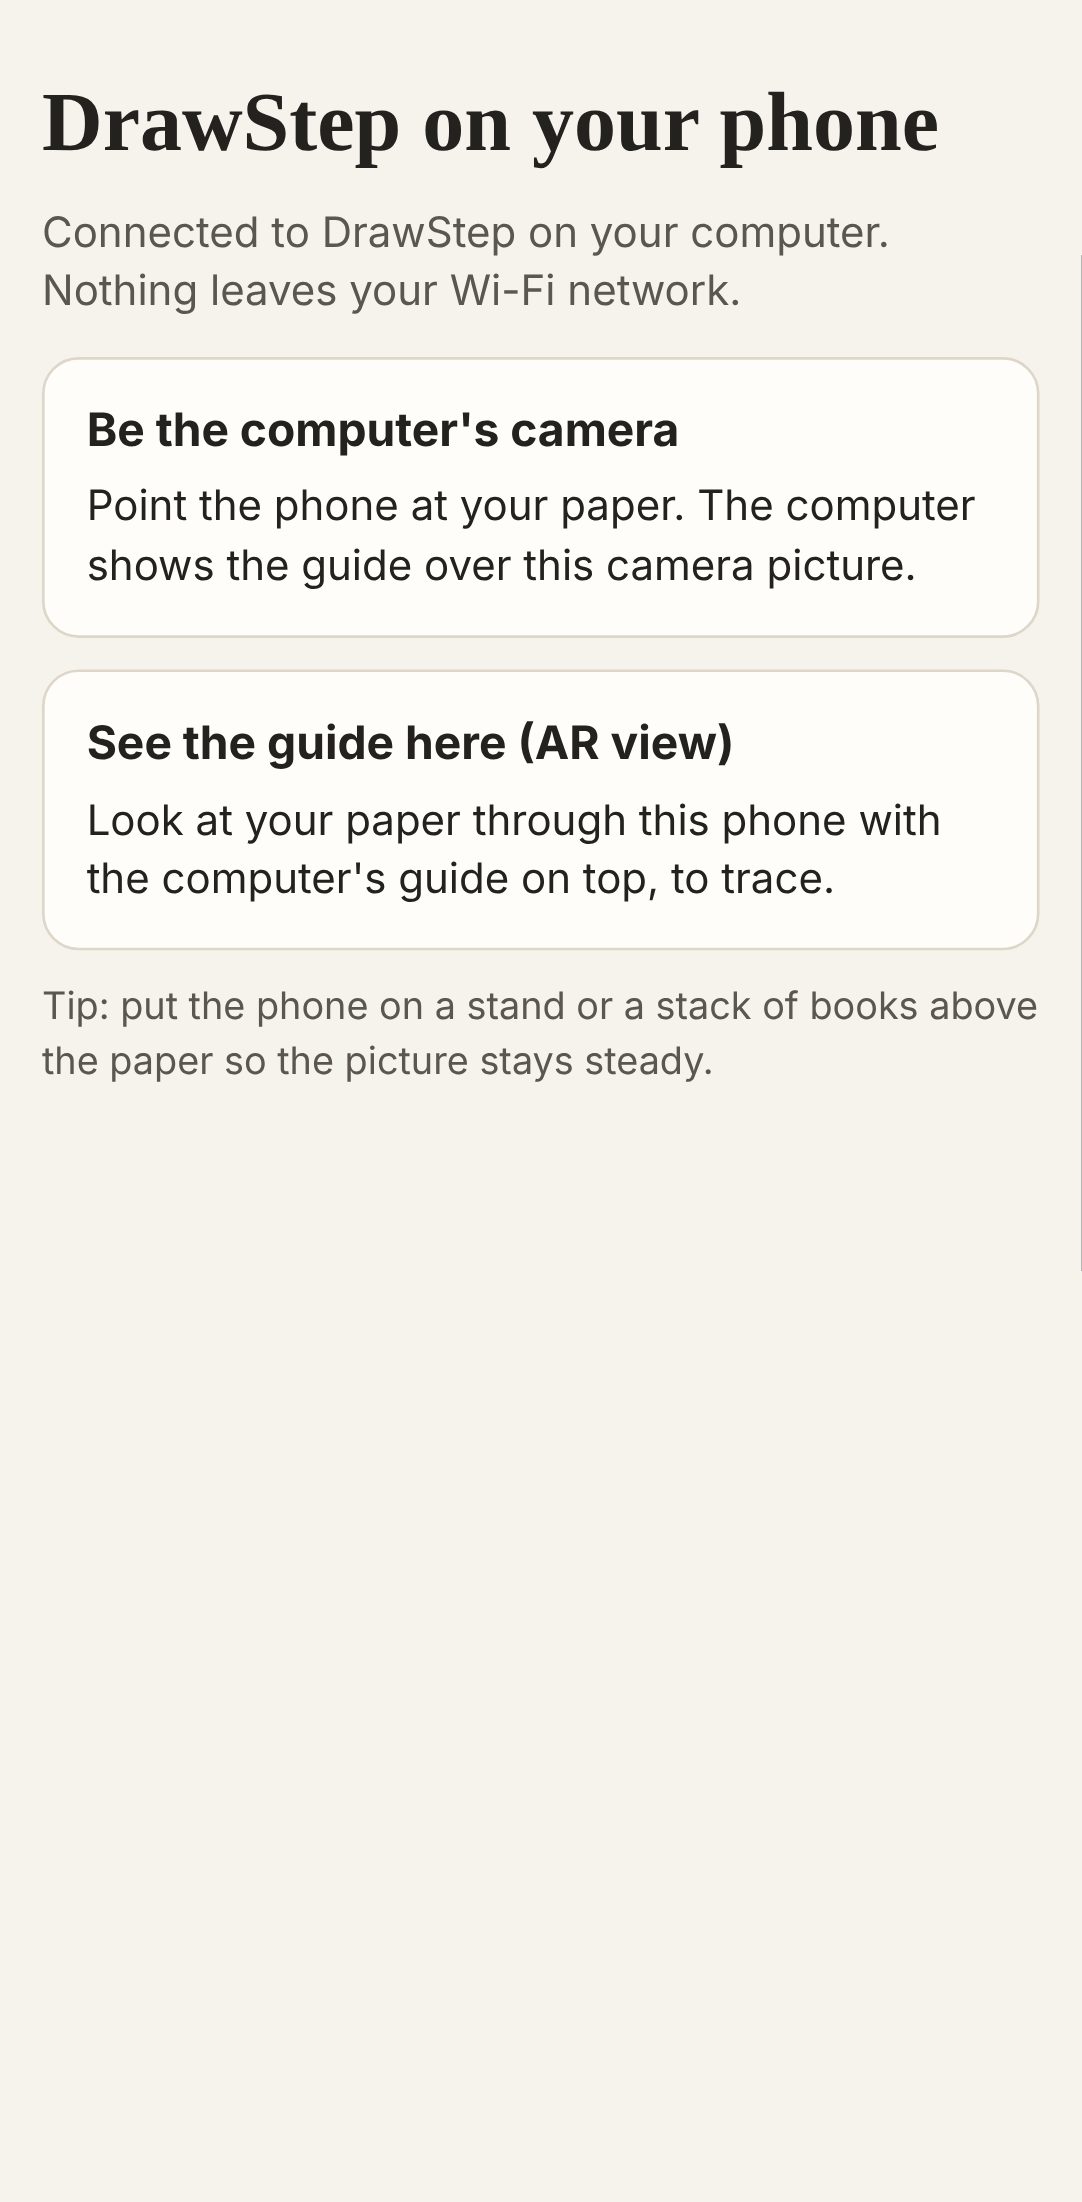 DrawStep on your phone
Connected to DrawStep on your computer.
Nothing leaves your Wi-Fi network.
Be the computer's camera
Point the phone at your paper. The computer
shows the guide over this camera picture.
See the guide here (AR view)
Look at your paper through this phone with
the computer's guide on top, to trace.
Tip: put the phone on a stand or a stack of books above
the paper so the picture stays steady.